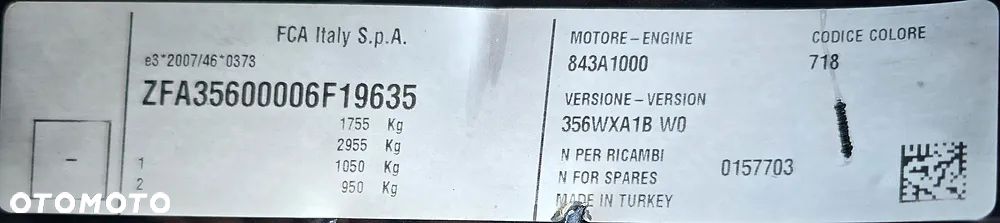 FCA Italy S.p.A.
e3*2007/46*0373
ZFA35600006F19635
1755 Kg
2955 Kg
1 1050 Kg
2 950 Kg
-
MOTORE-ENGINE
843A1000
CODICE COLORE
718
VERSIONE-VERSION
356WXA1B W0
N PER RICAMBI
N FOR SPARES
0157703
MADE IN TURKEY
OTOMOTO